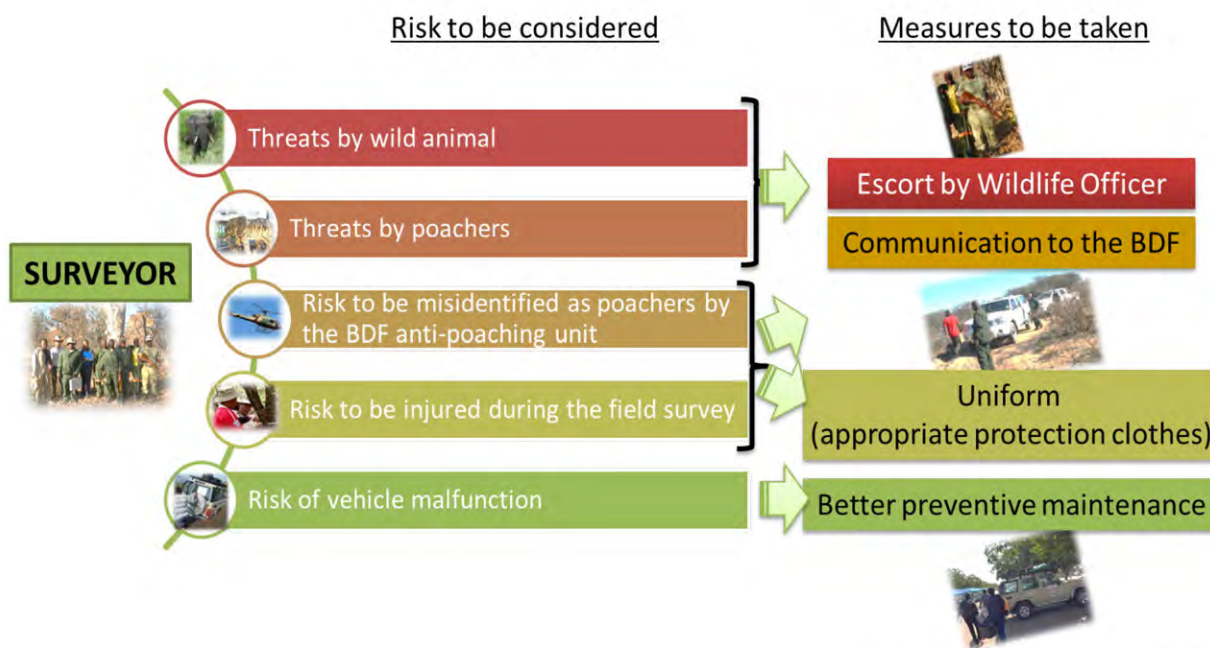 Risk to be considered
Measures to be taken
SURVEYOR
Threats by wild animal
Threats by poachers
Risk to be misidentified as poachers by
the BDF anti-poaching unit
Risk to be injured during the field survey
Risk of vehicle malfunction
Escort by Wildlife Officer
Communication to the BDF
Uniform
(appropriate protection clothes)
Better preventive maintenance